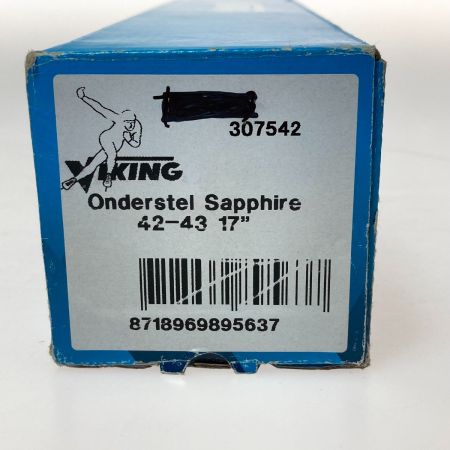 307542
VIKING
Onderstel Sapphire
42-43 17"
8718969895637